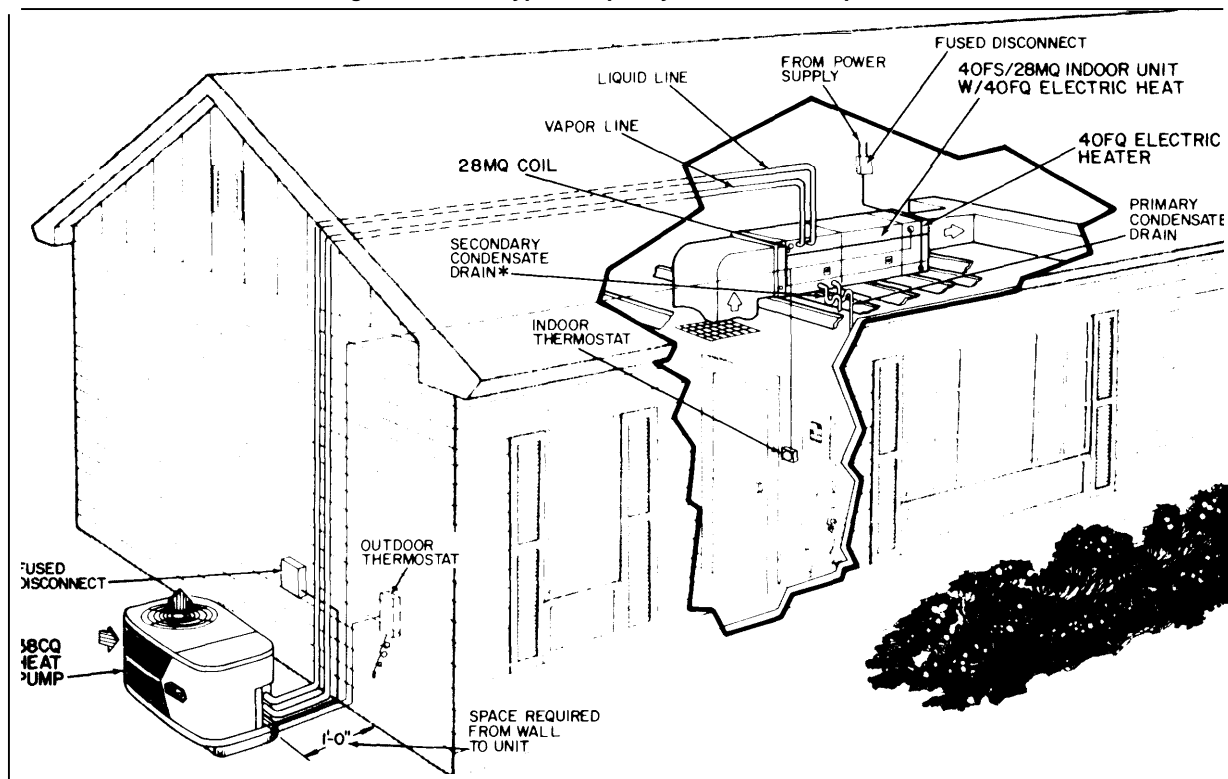 FUSED DISCONNECT
FROM POWER
SUPPLY
40FS/28MQ INDOOR UNIT
W/40FQ ELECTRIC HEAT
LIQUID LINE
VAPOR LINE
28MQ COIL
40FQ ELECTRIC
HEATER
PRIMARY
CONDENSATE
DRAIN
SECONDARY
CONDENSATE
DRAIN*
INDOOR
THERMOSTAT
OUTDOOR
THERMOSTAT
FUSED
DISCONNECT
38CQ
HEAT
PUMP
SPACE REQUIRED
FROM WALL
TO UNIT
1'-0"